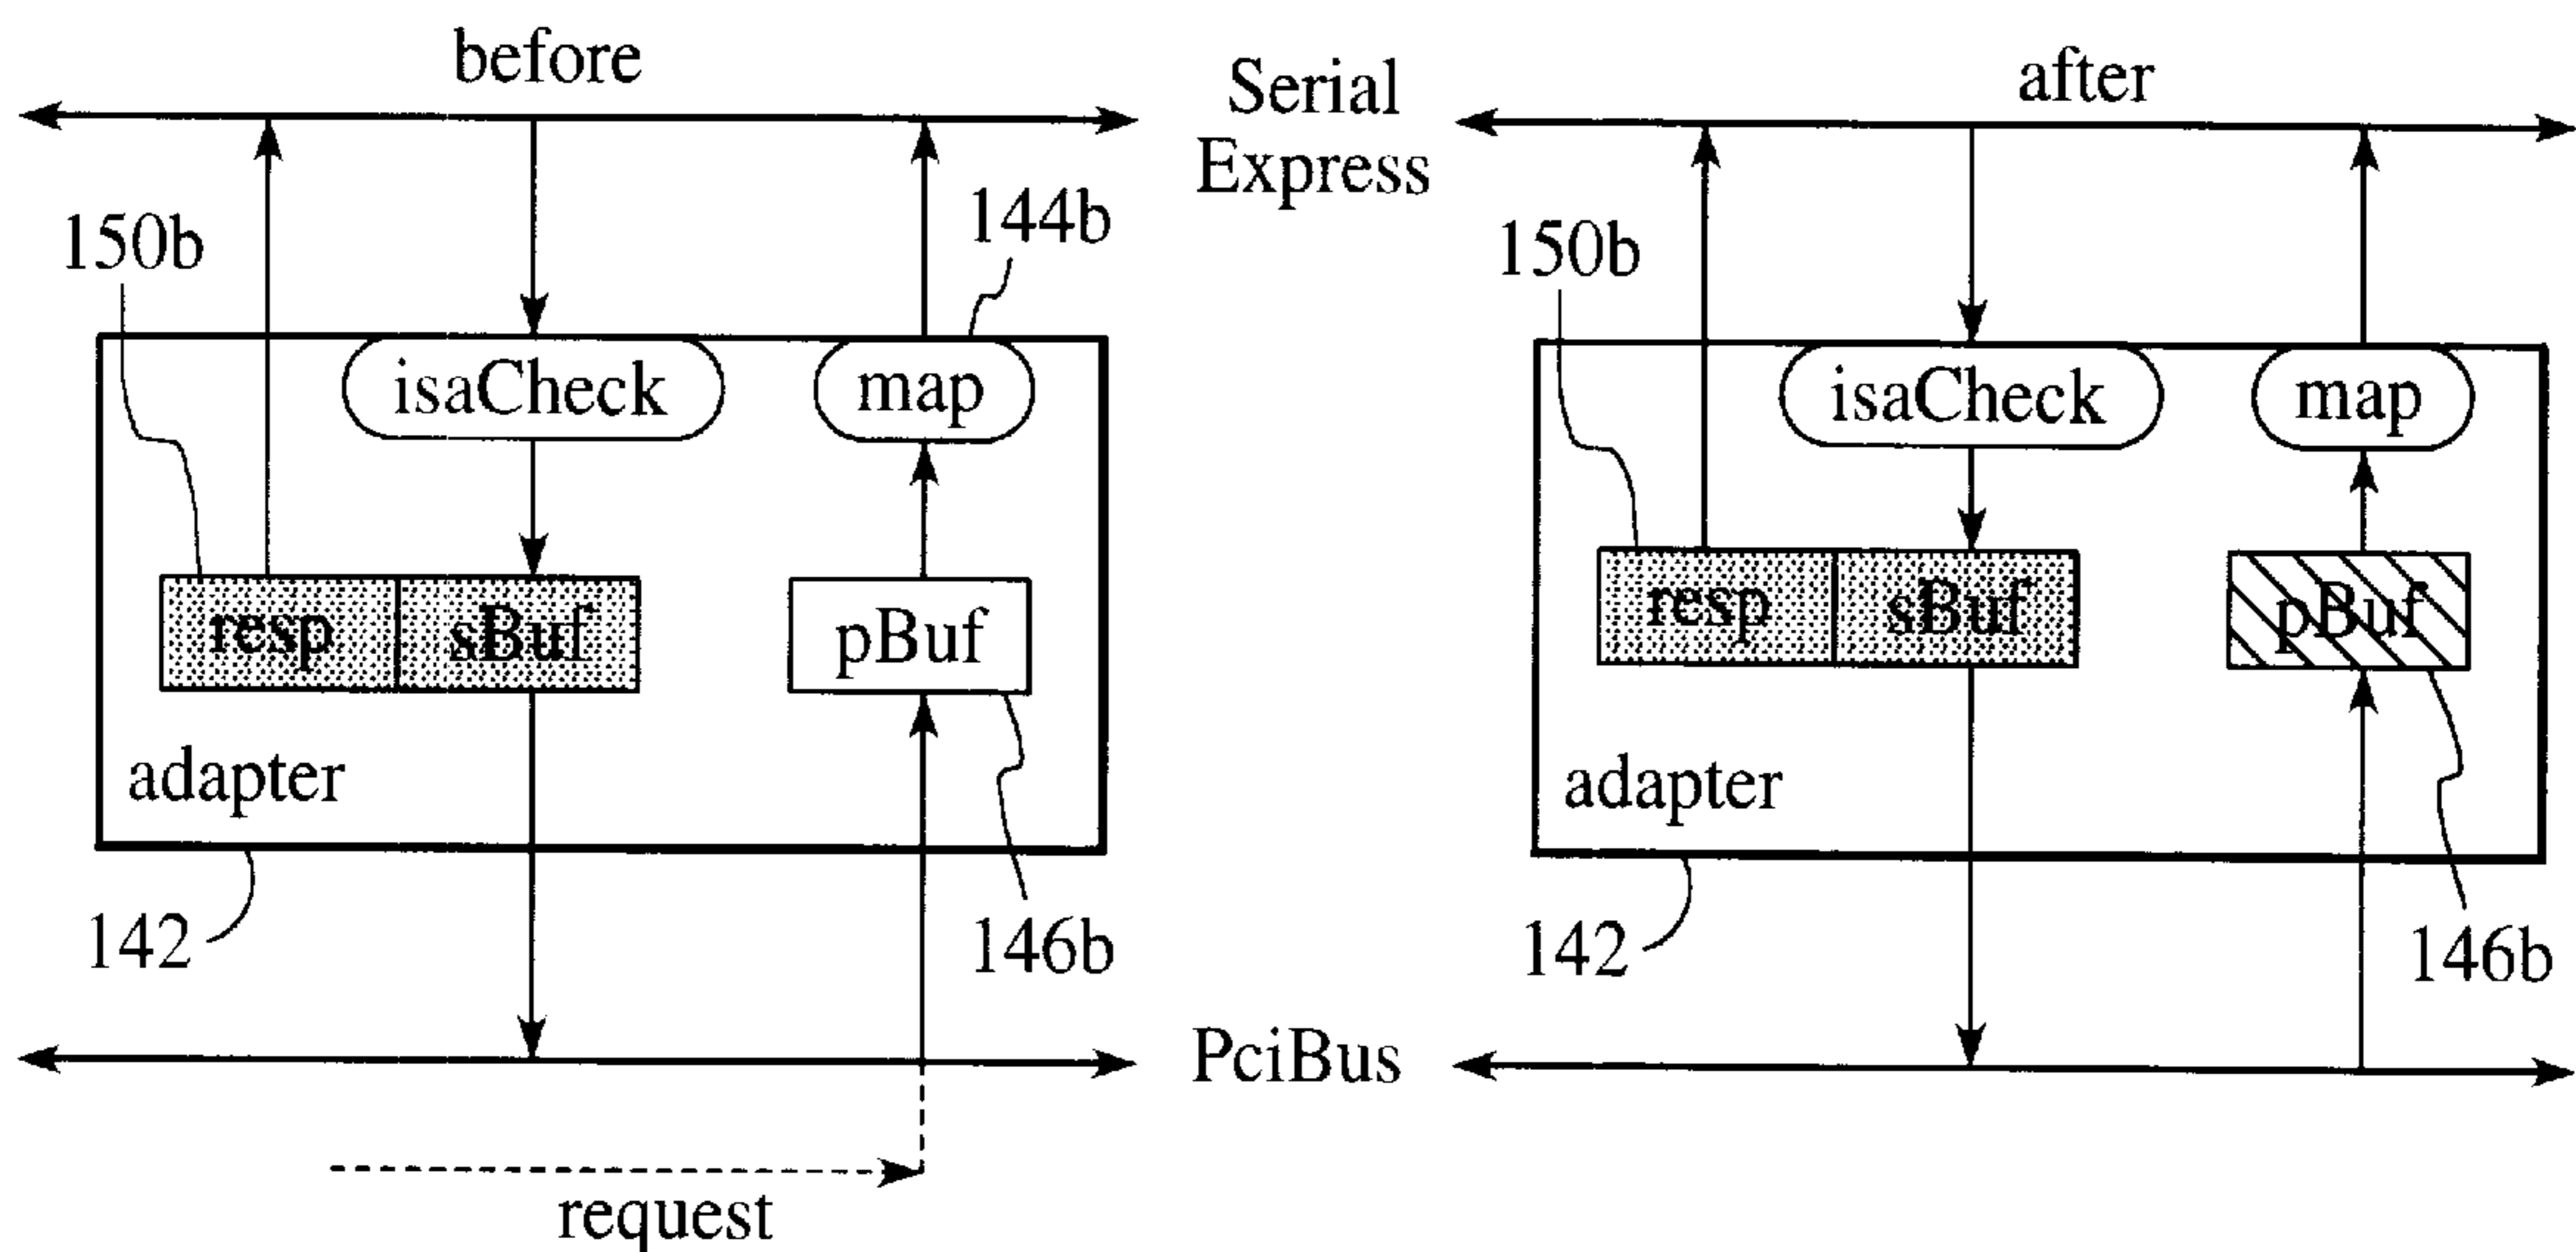 before
Serial
Express
after
150b
144b
150b
isaCheck
map
isaCheck
map
resp
sBuf
pBuf
resp
sBuf
pBuf
adapter
adapter
142
146b
142
146b
PciBus
request